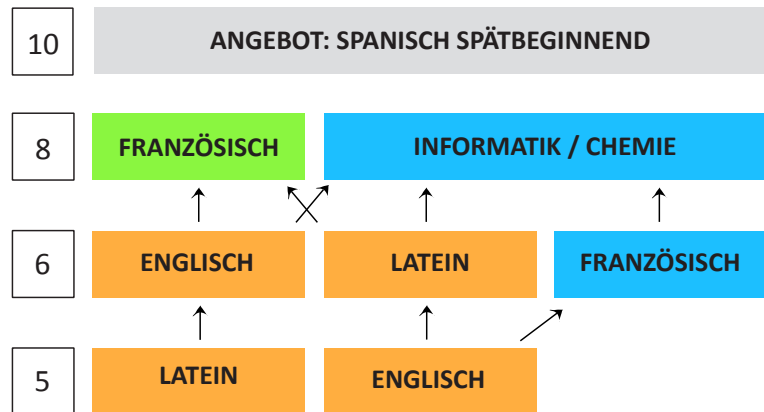 10 ANGEBOT: SPANISCH SPÄTBEGINNEND
8 FRANZÖSISCH INFORMATIK / CHEMIE
6 ENGLISCH LATEIN FRANZÖSISCH
5 LATEIN ENGLISCH